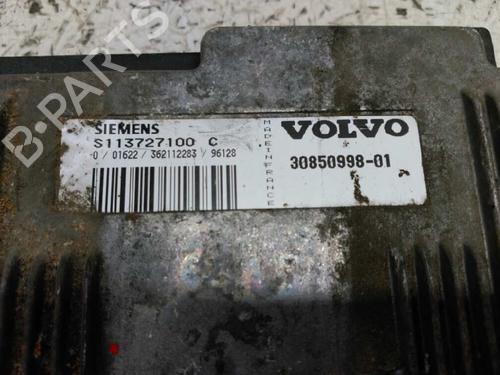 SIEMENS
S113727100 C
0 / 01622 / 362112283 / 96128
MADE IN FRANCE
VOLVO
30850998-01
B-PARTS